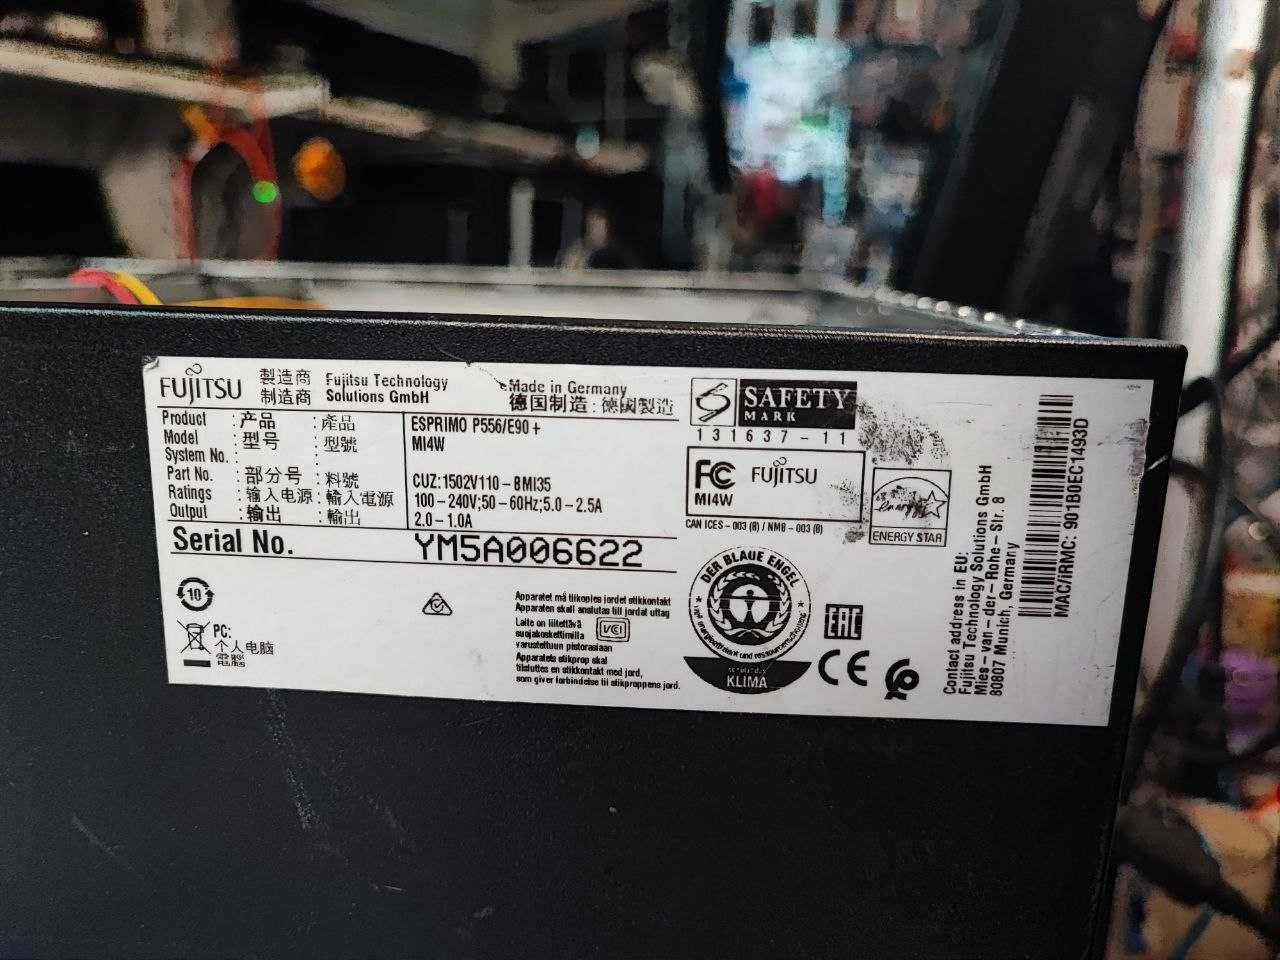 FUJITSU
製造商
制造商
Fujitsu Technology
Solutions GmbH
Made in Germany
德国制造 : 德國製造
Product : 产品 : 產品 ESPRIMO P556/E90+
Model : 型号 : 型號 MI4W
System No. :
Part No. : 部分号 : 料號 CUZ:1502V110-BMI35
Ratings : 输入电源 : 輸入電源 100-240V;50-60Hz;5.0-2.5A
Output : 输出 : 輸出 2.0-1.0A
Serial No. YM5A006622
10
PC:
个人电脑
電腦
Apparatet må tilkoples jordet stikkontakt
Apparaten skall anslutas till jordat uttag
Laite on liitettävä
suojakoskettimilla
varustettuun pistorasiaan
Apparatets stikprop skal
tilsluttes en stikkontakt med jord,
som giver forbindelse til stikproppens jord.
VCI
S SAFETY
MARK
131637-11
FC FUJITSU
MI4W
CAN ICES-003 (B) / NMB-003 (B)
ENERGY STAR
DER BLAUE ENGEL
KLIMA
EAC
CE
Contact address in EU:
Fujitsu Technology Solutions GmbH
Mies-van-der-Rohe-Str. 8
80807 Munich, Germany
MAC/iRMC: 901B0EC1493D